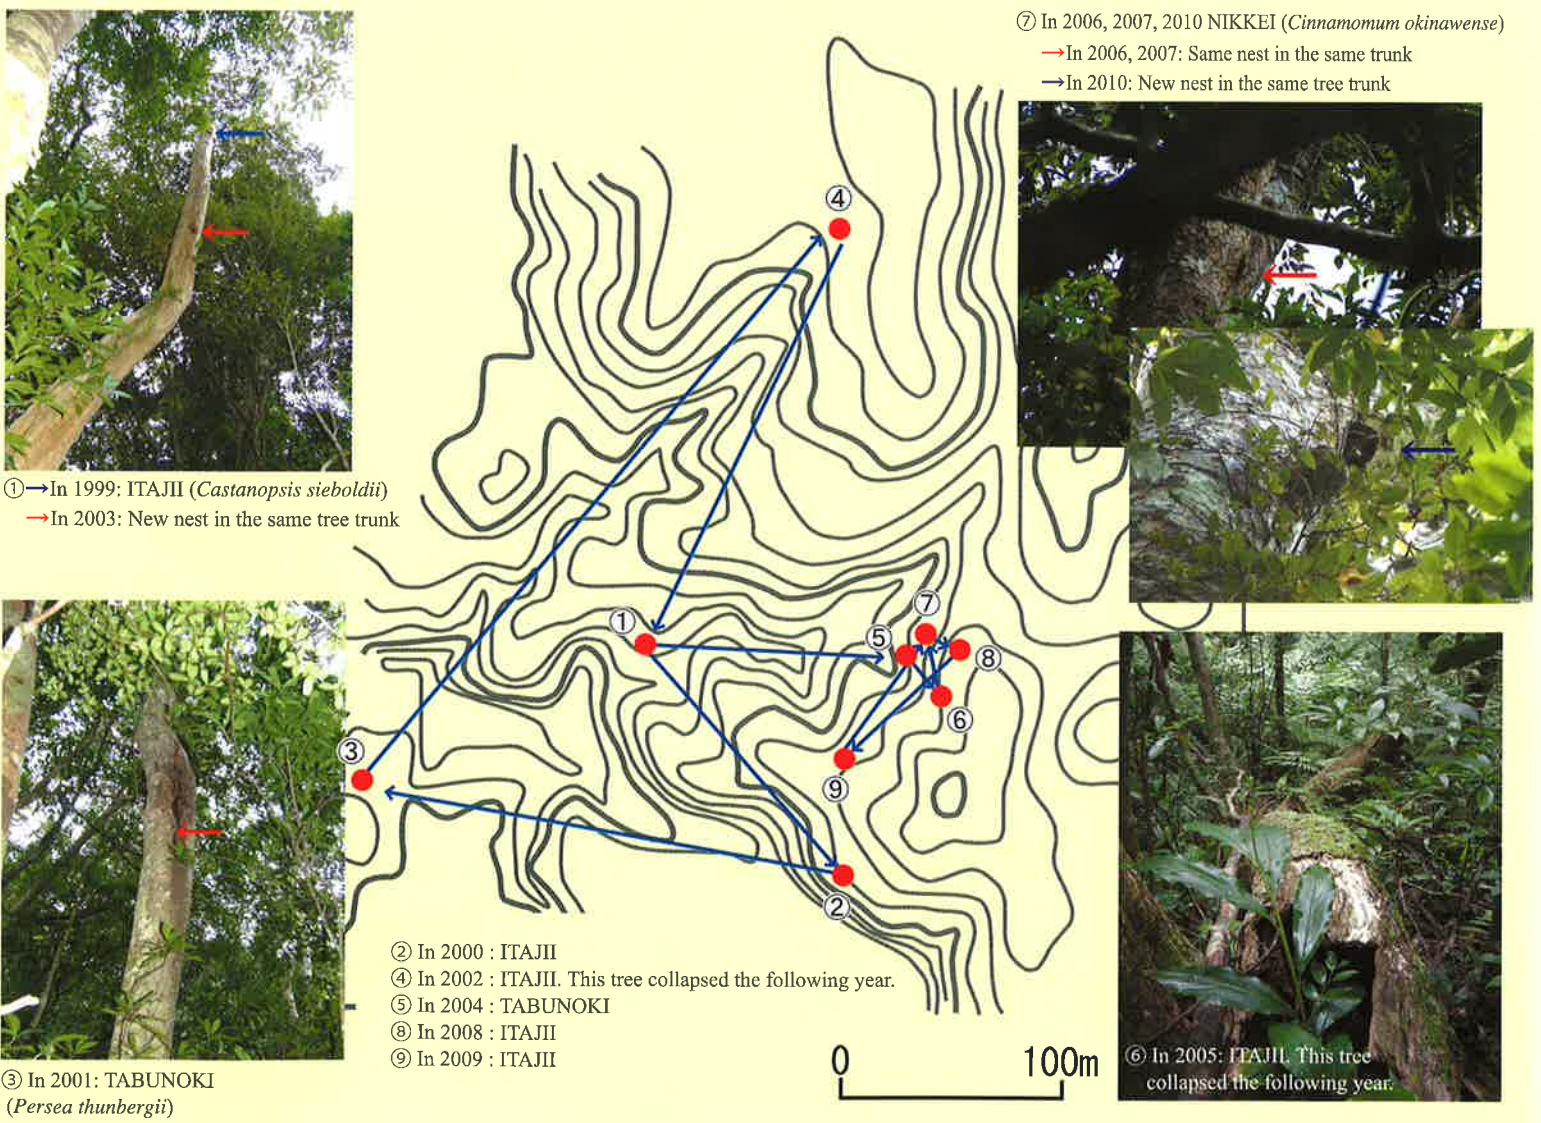 ⑦ In 2006, 2007, 2010 NIKKEI (Cinnamomum okinawense)
→In 2006, 2007: Same nest in the same trunk
→In 2010: New nest in the same tree trunk
④
①→In 1999: ITAJII (Castanopsis sieboldii)
→In 2003: New nest in the same tree trunk
⑦
①
⑤
⑧
⑥
③
⑨
②
② In 2000 : ITAJII
④ In 2002 : ITAJII. This tree collapsed the following year.
⑤ In 2004 : TABUNOKI
⑧ In 2008 : ITAJII
⑨ In 2009 : ITAJII
0 100m
⑥ In 2005: ITAJII. This tree
collapsed the following year.
③ In 2001: TABUNOKI
(Persea thunbergii)